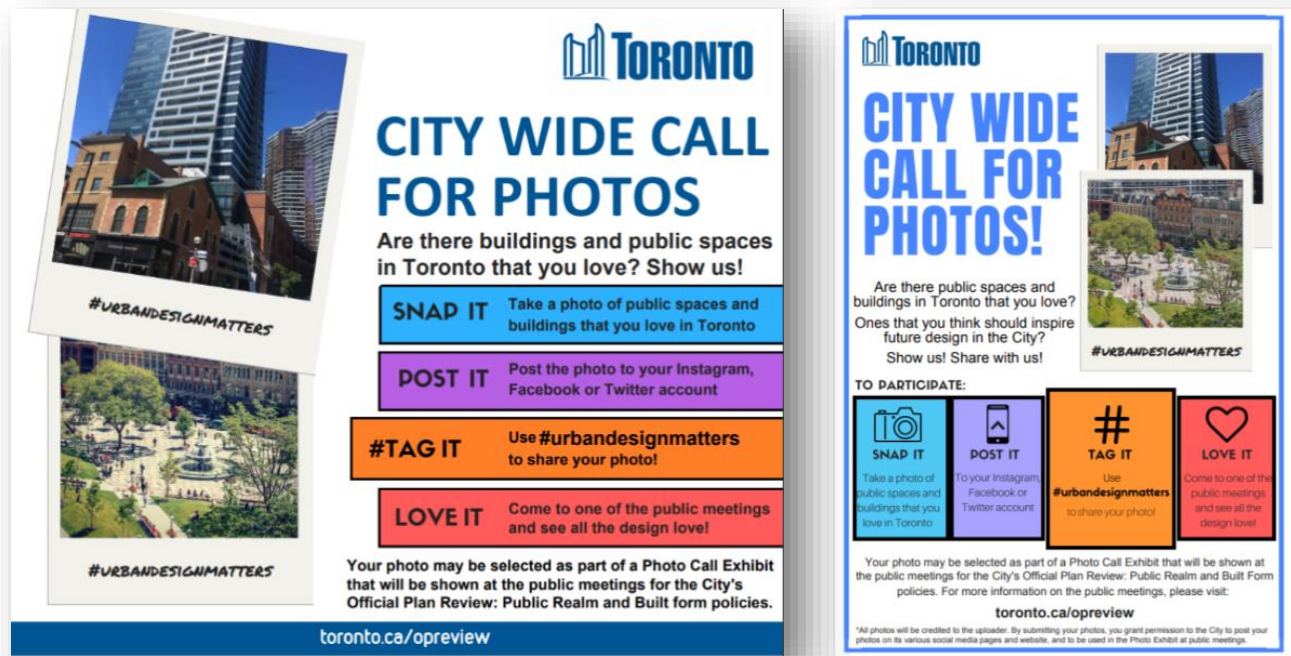 TORONTO
CITY WIDE CALL
FOR PHOTOS
Are there buildings and public spaces
in Toronto that you love? Show us!
SNAP IT
Take a photo of public spaces and
buildings that you love in Toronto
POST IT
Post the photo to your Instagram,
Facebook or Twitter account
#TAG IT
Use #urbandesignmatters
to share your photo!
LOVE IT
Come to one of the public meetings
and see all the design love!
Your photo may be selected as part of a Photo Call Exhibit
that will be shown at the public meetings for the City's
Official Plan Review: Public Realm and Built form policies.
#URBANDESIGNMATTERS
#URBANDESIGNMATTERS
toronto.ca/opreview
TORONTO
CITY WIDE
CALL FOR
PHOTOS!
Are there public spaces and
buildings in Toronto that you love?
Ones that you think should inspire
future design in the City?
Show us! Share with us!
#URBANDESIGNMATTERS
TO PARTICIPATE:
SNAP IT
Take a photo of
public spaces and
buildings that you
love in Toronto
POST IT
To your Instagram,
Facebook or
Twitter account
#
TAG IT
Use
#urbandesignmatters
to share your photo!
LOVE IT
Come to one of the
public meetings
and see all the
design love!
Your photo may be selected as part of a Photo Call Exhibit that will be shown at
the public meetings for the City's Official Plan Review: Public Realm and Built Form
policies. For more information on the public meetings, please visit:
toronto.ca/opreview
*All photos will be credited to the uploader. By submitting your photos, you grant permission to the City to post your
photos on its various social media pages and website, and to be used in the Photo Exhibit at public meetings.